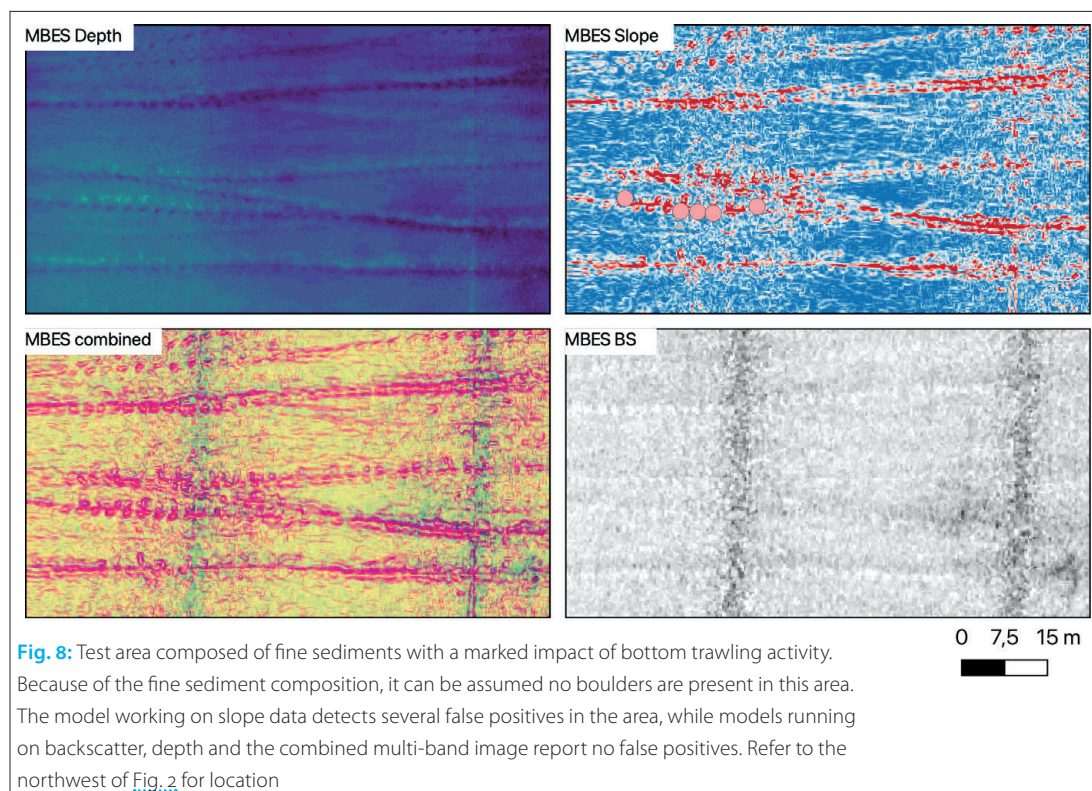 MBES Depth
MBES Slope
MBES combined
MBES BS
0 7,5 15 m
Fig. 8: Test area composed of fine sediments with a marked impact of bottom trawling activity.
Because of the fine sediment composition, it can be assumed no boulders are present in this area.
The model working on slope data detects several false positives in the area, while models running
on backscatter, depth and the combined multi-band image report no false positives. Refer to the
northwest of Fig. 2 for location